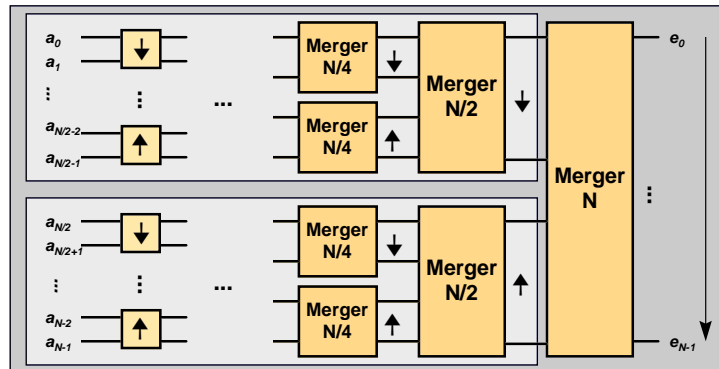 a0
a1
...
aN/2-2
aN/2-1
...
...
Merger
N/4
Merger
N/4
Merger
N/2
aN/2
aN/2+1
...
aN-2
aN-1
...
...
Merger
N/4
Merger
N/4
Merger
N/2
Merger
N
e0
...
eN-1